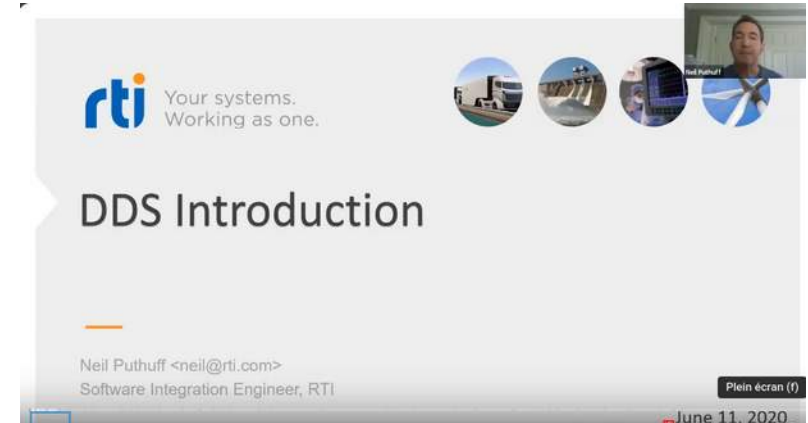 rti
Your systems.
Working as one.
Neil Puthuff
DDS Introduction
Neil Puthuff <neil@rti.com>
Software Integration Engineer, RTI
Plein écran (f)
June 11, 2020